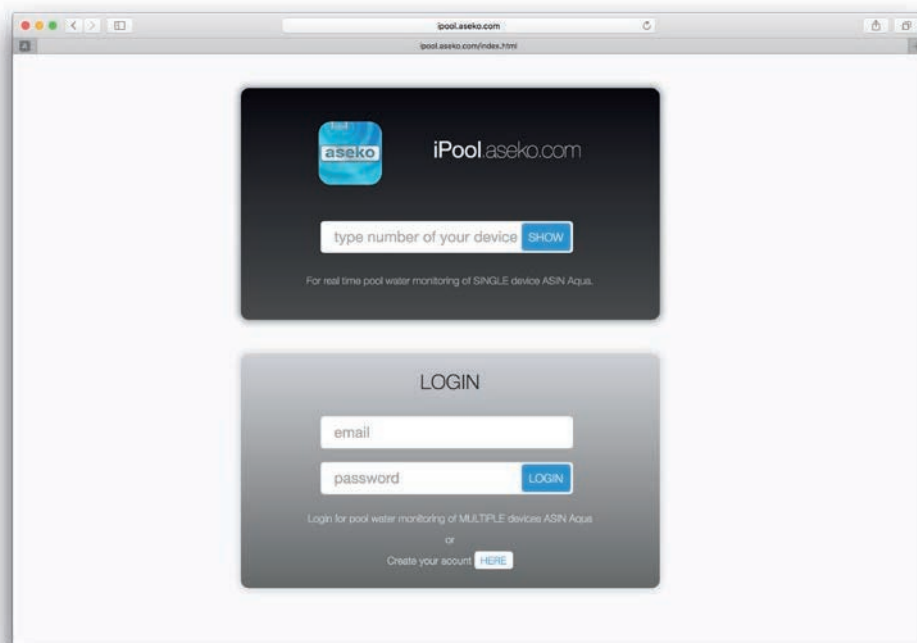 ipool.aseko.com
ipool.aseko.com/index.html
aseko
iPool.aseko.com
type number of your device SHOW
For real time pool water monitoring of SINGLE device ASIN Aqua.
LOGIN
email
password LOGIN
Login for pool water monitoring of MULTIPLE devices ASIN Aqua
or
Create your acount HERE